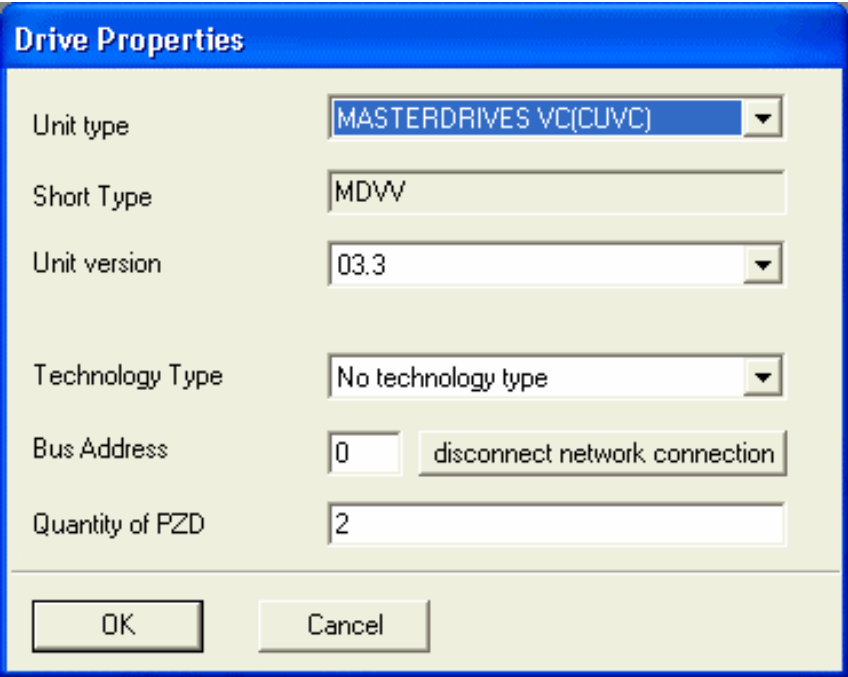 Drive Properties
Unit type MASTERDRIVES VC(CUVC)
Short Type MDVV
Unit version 03.3
Technology Type No technology type
Bus Address 0 disconnect network connection
Quantity of PZD 2
OK Cancel